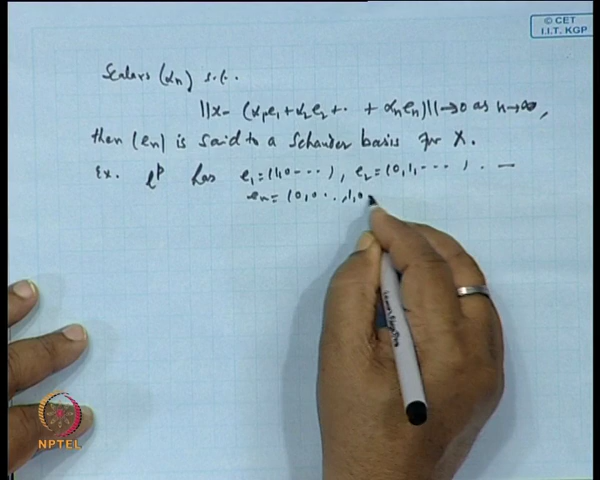 © CET
I.I.T. KGP
Scalars (αn) s.t.
||x- (α1e1+α2e2+.. + αnen)|| → 0 as n→∞,
then (en) is said to a Schauder basis for X.
Ex. lᵖ has e1=(1,0---), e2=(0,1,----). —
en=(0,0...,1,0
NPTEL